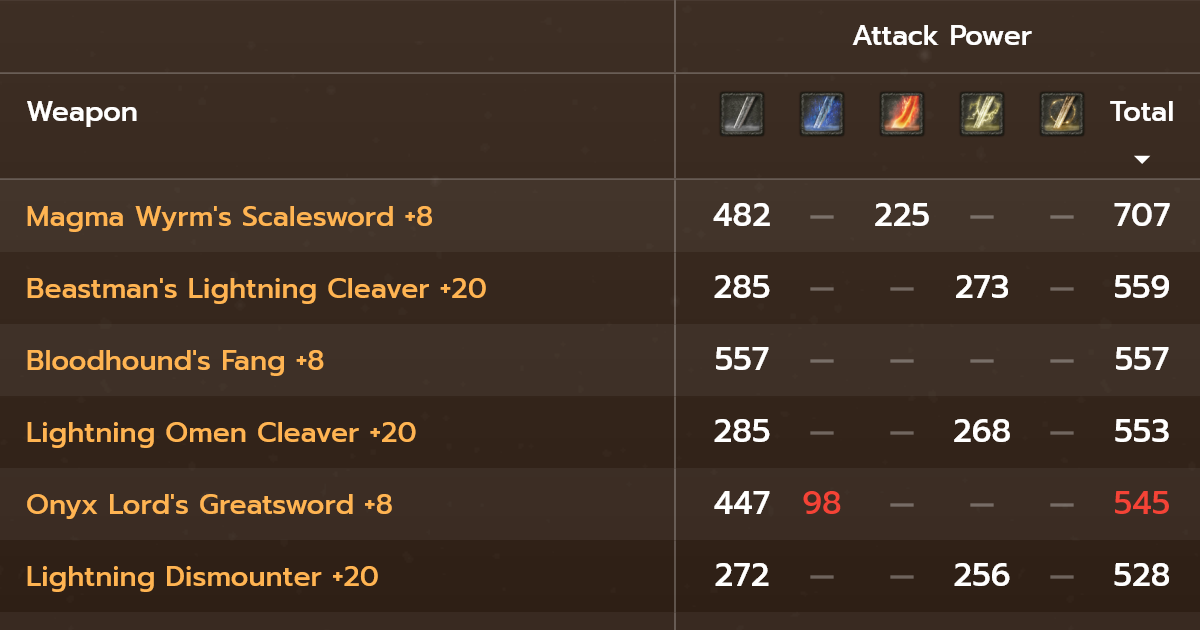 Attack Power
Weapon Total
Magma Wyrm's Scalesword +8 482 — 225 — — 707
Beastman's Lightning Cleaver +20 285 — — 273 — 559
Bloodhound's Fang +8 557 — — — — 557
Lightning Omen Cleaver +20 285 — — 268 — 553
Onyx Lord's Greatsword +8 447 98 — — — 545
Lightning Dismounter +20 272 — — 256 — 528